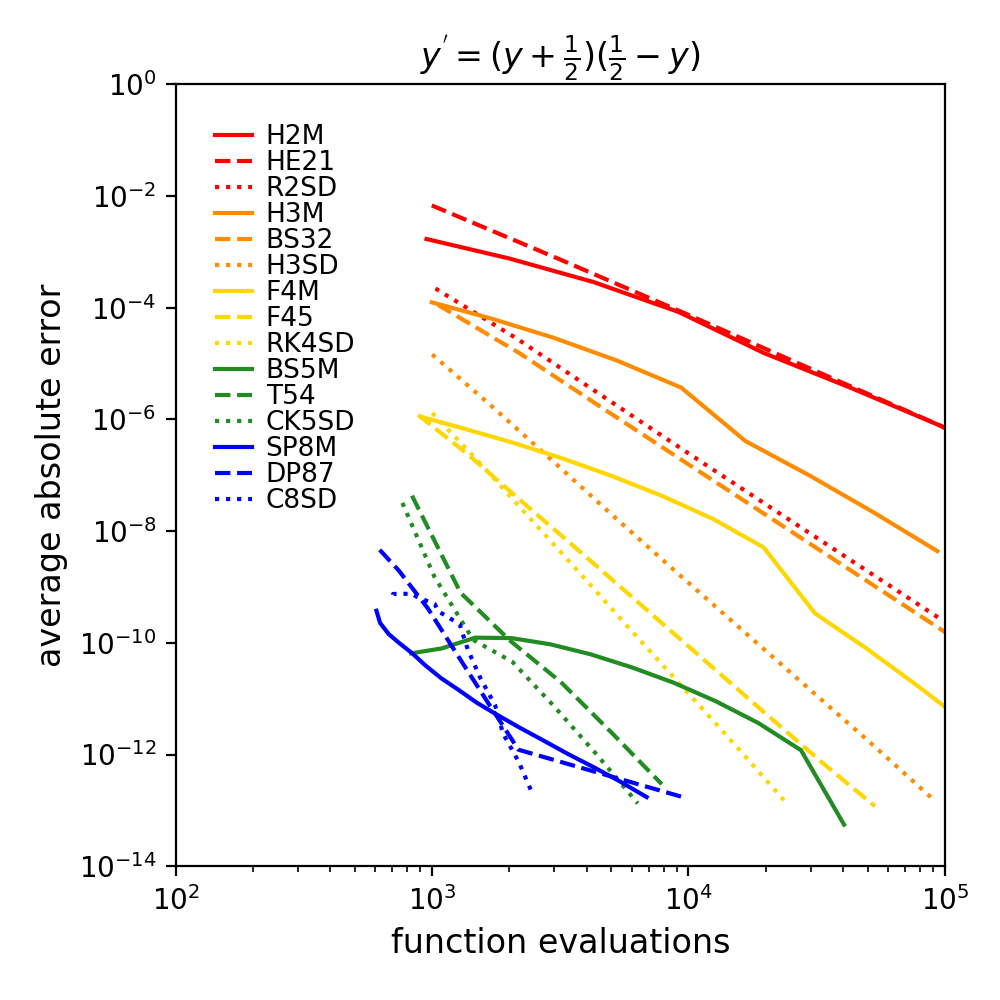 y′ = (y + 1/2)(1/2 − y)
10^0
10^−2
10^−4
10^−6
10^−8
10^−10
10^−12
10^−14
average absolute error
H2M
HE21
R2SD
H3M
BS32
H3SD
F4M
F45
RK4SD
BS5M
T54
CK5SD
SP8M
DP87
C8SD
10^2 10^3 10^4 10^5
function evaluations